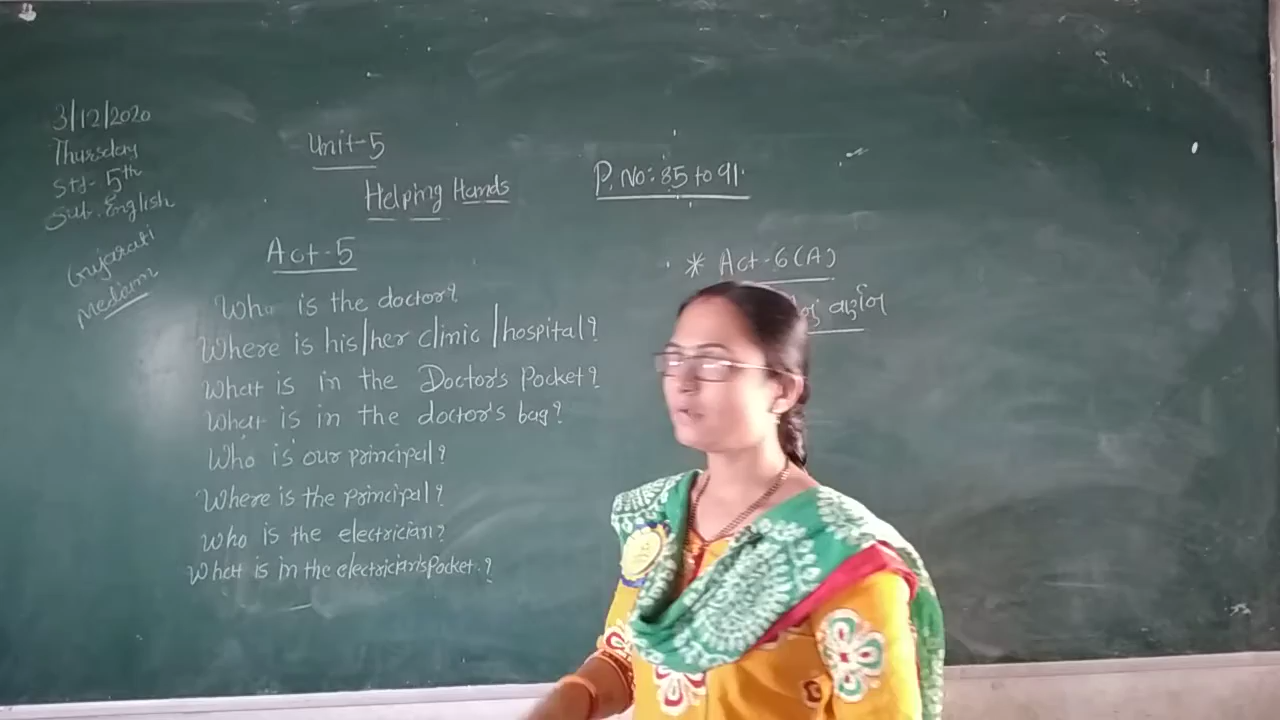 3/12/2020
Thursday
Std- 5th
Sub- English
Gujarati
Mediam
Unit-5
Helping Hands
P. No: 85 to 91.
Act-5
Who is the doctor?
Where is his/her clinic /hospital?
What is in the Doctor's Pocket?
What is in the doctor's bag?
Who is our principal?
Where is the principal?
Who is the electrician?
What is in the electrician's Pocket.?
* Act-6(A)